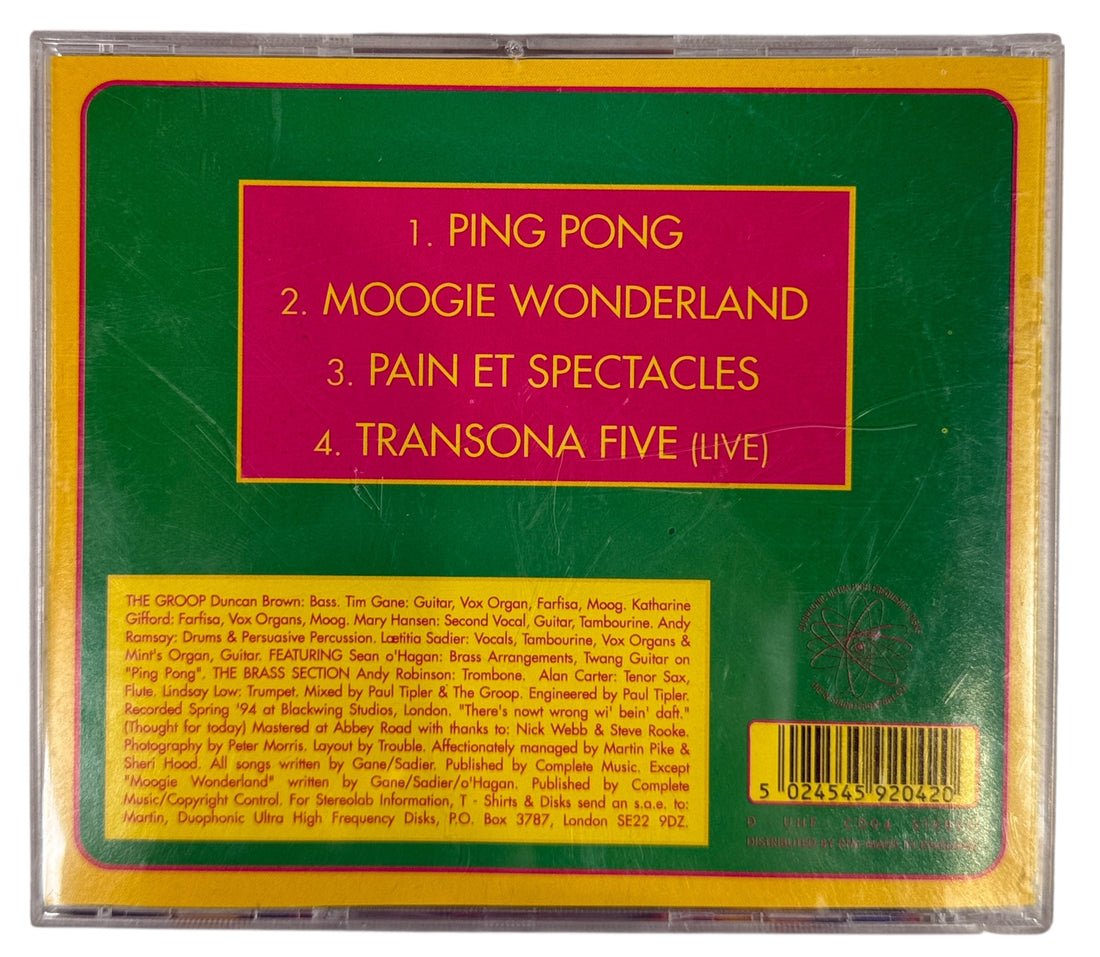 1. PING PONG
2. MOOGIE WONDERLAND
3. PAIN ET SPECTACLES
4. TRANSONA FIVE (LIVE)
THE GROOP Duncan Brown: Bass. Tim Gane: Guitar, Vox Organ, Farfisa, Moog. Katharine
Gifford: Farfisa, Vox Organs, Moog. Mary Hansen: Second Vocal, Guitar, Tambourine. Andy
Ramsay: Drums & Persuasive Percussion. Lætitia Sadier: Vocals, Tambourine, Vox Organs &
Mint's Organ, Guitar. FEATURING Sean o'Hagan: Brass Arrangements, Twang Guitar on
"Ping Pong". THE BRASS SECTION Andy Robinson: Trombone. Alan Carter: Tenor Sax,
Flute. Lindsay Low: Trumpet. Mixed by Paul Tipler & The Groop. Engineered by Paul Tipler.
Recorded Spring '94 at Blackwing Studios, London. "There's nowt wrong wi' bein' daft."
(Thought for today) Mastered at Abbey Road with thanks to: Nick Webb & Steve Rooke.
Photography by Peter Morris. Layout by Trouble. Affectionately managed by Martin Pike &
Sheri Hood. All songs written by Gane/Sadier. Published by Complete Music. Except
"Moogie Wonderland" written by Gane/Sadier/o'Hagan. Published by Complete
Music/Copyright Control. For Stereolab Information, T - Shirts & Disks send an s.a.e. to:
Martin, Duophonic Ultra High Frequency Disks, P.O. Box 3787, London SE22 9DZ.
5 024545 920420
D UHF CD04 STEREO
DISTRIBUTED BY